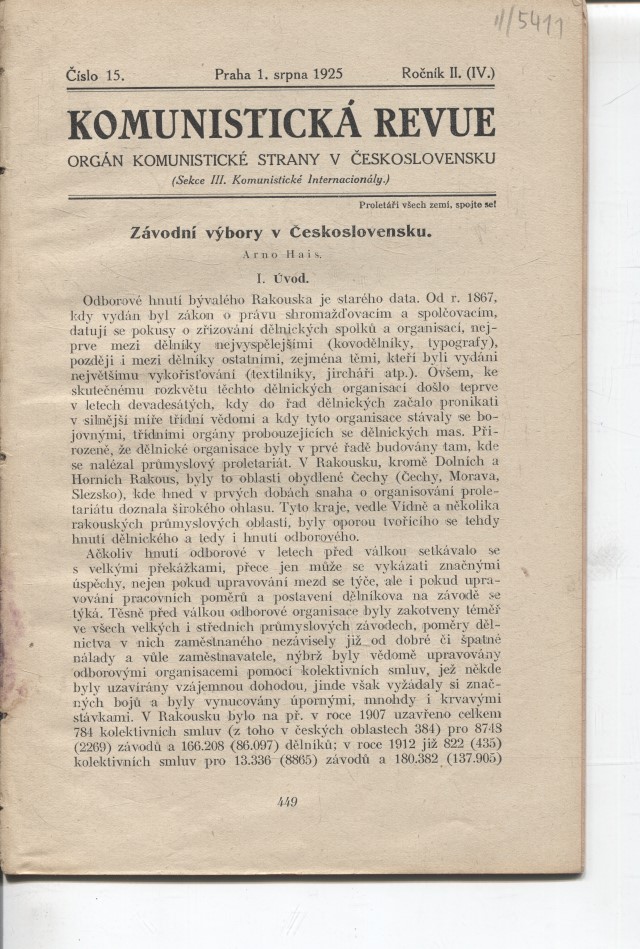 II/5411
Číslo 15. Praha 1. srpna 1925 Ročník II. (IV.)
KOMUNISTICKÁ REVUE
ORGÁN KOMUNISTICKÉ STRANY V ČESKOSLOVENSKU
(Sekce III. Komunistické Internacionály.)
Proletáři všech zemí, spojte se!
Závodní výbory v Československu.
Arno Hais.
I. Úvod.
Odborové hnutí bývalého Rakouska je starého data. Od r. 1867,
kdy vydán byl zákon o právu shromažďovacím a spolčovacím,
datují se pokusy o zřizování dělnických spolků a organisací, nej-
prve mezi dělníky nejvyspělejšími (kovodělníky, typografy),
později i mezi dělníky ostatními, zejména těmi, kteří byli vydáni
největšímu vykořisťování (textilníky, jircháři atp.). Ovšem, ke
skutečnému rozkvětu těchto dělnických organisací došlo teprve
v letech devadesátých, kdy do řad dělnických začalo pronikati
v silnější míře třídní vědomí a kdy tyto organisace stávaly se bo-
jovnými, třídními orgány probouzejících se dělnických mas. Při-
rozeně, že dělnické organisace byly v prvé řadě budovány tam, kde
se nalézal průmyslový proletariát. V Rakousku, kromě Dolních a
Horních Rakous, byly to oblasti obydlené Čechy (Čechy, Morava,
Slezsko), kde hned v prvých dobách snaha o organisování prole-
tariátu doznala širokého ohlasu. Tyto kraje, vedle Vídně a několika
rakouských průmyslových oblastí, byly oporou tvořícího se tehdy
hnutí dělnického a tedy i hnutí odborového.
Ačkoliv hnutí odborové v letech před válkou setkávalo se
s velkými překážkami, přece jen může se vykázati značnými
úspěchy, nejen pokud upravování mezd se týče, ale i pokud upra-
vování pracovních poměrů a postavení dělníkova na závodě se
týká. Těsně před válkou odborové organisace byly zakotveny téměř
ve všech velkých i středních průmyslových závodech, poměry děl-
nictva v nich zaměstnaného nezávisely již od dobré či špatné
nálady a vůle zaměstnavatele, nýbrž byly vědomě upravovány
odborovými organisacemi pomocí kolektivních smluv, jež někde
byly uzavírány vzájemnou dohodou, jinde však vyžádaly si znač-
ných bojů a byly vynucovány úpornými, mnohdy i krvavými
stávkami. V Rakousku bylo na př. v roce 1907 uzavřeno celkem
784 kolektivních smluv (z toho v českých oblastech 384) pro 8748
(2269) závodů a 166.208 (86.097) dělníků; v roce 1912 již 822 (435)
kolektivních smluv pro 13.336 (8865) závodů a 180.382 (137.905)
449